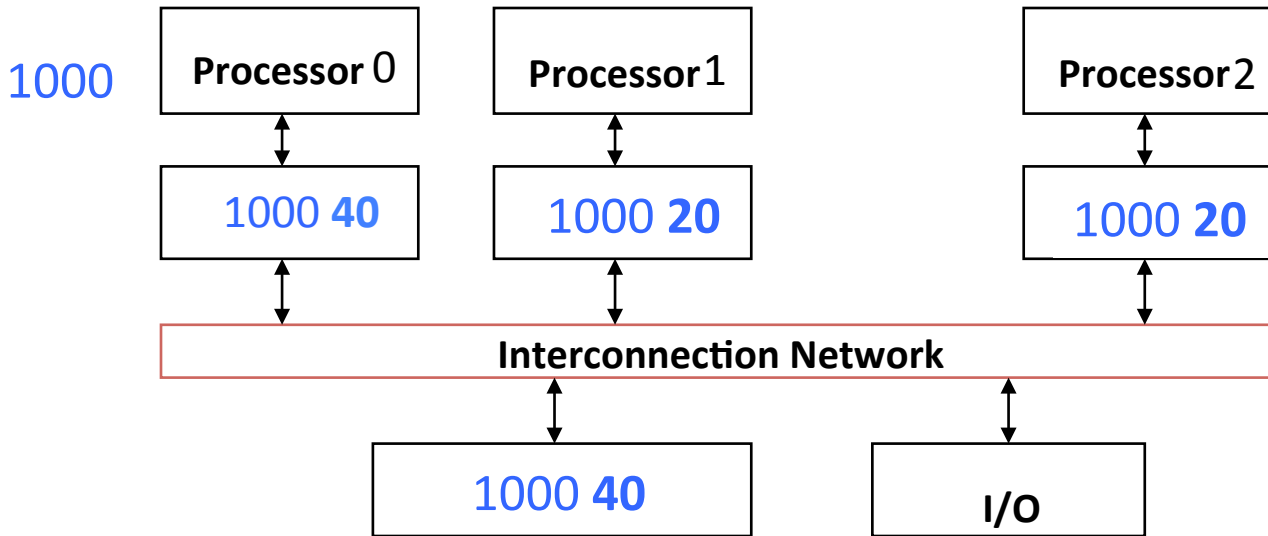 1000
Processor 0
Processor 1
Processor 2
1000 40
1000 20
1000 20
Interconnection Network
1000 40
I/O